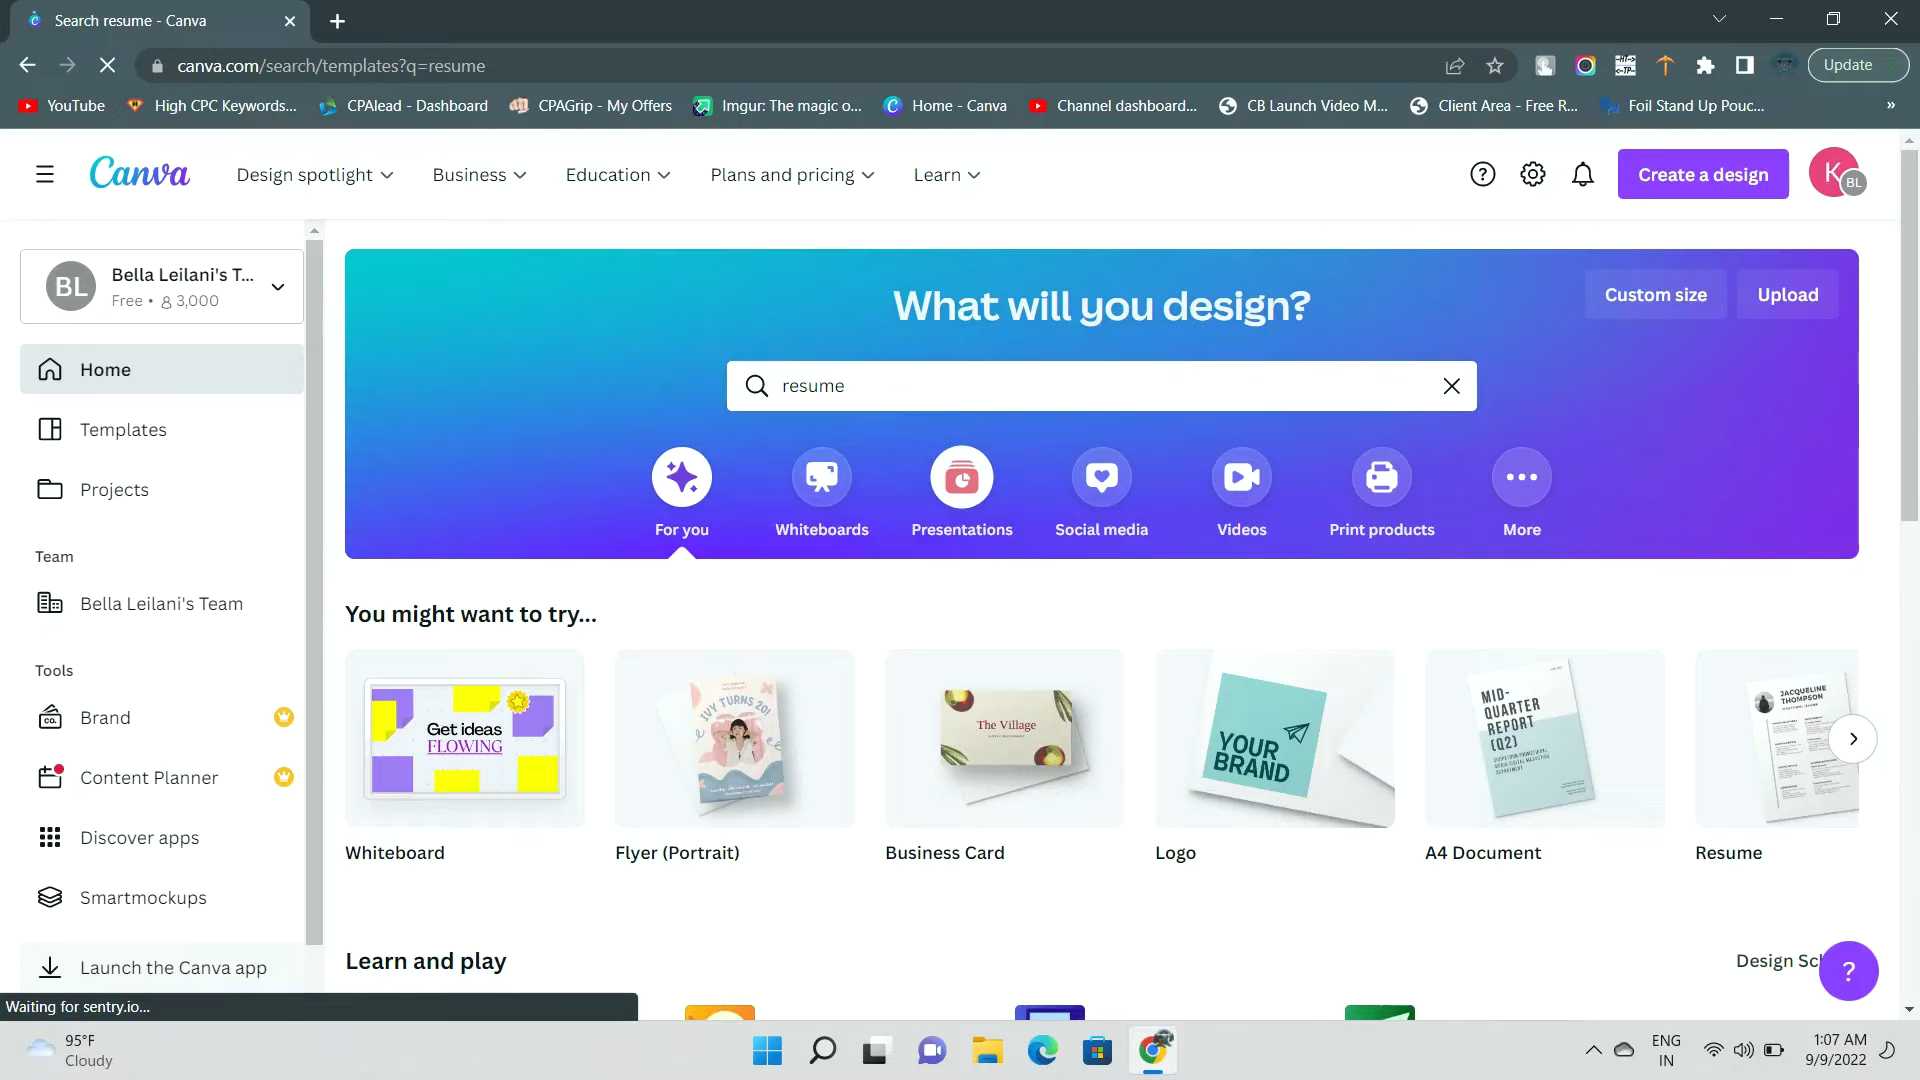 Search resume - Canva
canva.com/search/templates?q=resume
Update
YouTube
High CPC Keywords...
CPAlead - Dashboard
CPAGrip - My Offers
Imgur: The magic o...
Home - Canva
Channel dashboard...
CB Launch Video M...
Client Area - Free R...
Foil Stand Up Pouc...
»
Canva
Design spotlight
Business
Education
Plans and pricing
Learn
?
Create a design
K
BL
BL
Bella Leilani's T...
Free • 3,000
Home
Templates
Projects
Team
Bella Leilani's Team
Tools
CO.
Brand
Content Planner
Discover apps
Smartmockups
Launch the Canva app
What will you design?
Custom size
Upload
resume
For you
Whiteboards
Presentations
Social media
Videos
Print products
More
You might want to try...
Get ideas
FLOWING
IVY TURNS 20!
The Village
YOUR
BRAND
MID-
QUARTER
REPORT
(Q2)
JACQUELINE
THOMPSON
Whiteboard
Flyer (Portrait)
Business Card
Logo
A4 Document
Resume
Learn and play
Design Sc
?
Waiting for sentry.io...
95°F
Cloudy
ENG
IN
1:07 AM
9/9/2022